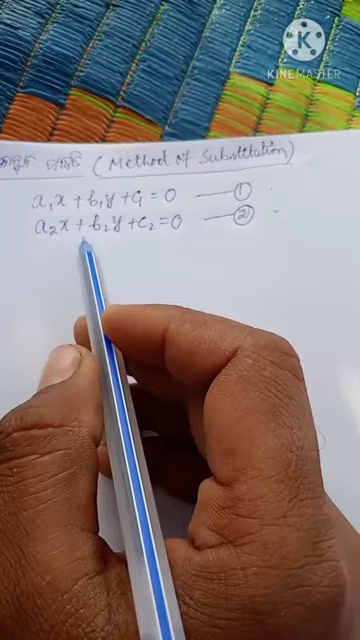 KINEMASTER
(Method of Substitution)
a₁x + b₁y + c₁ = 0 —— ①
a₂x + b₂y + c₂ = 0 —— ②